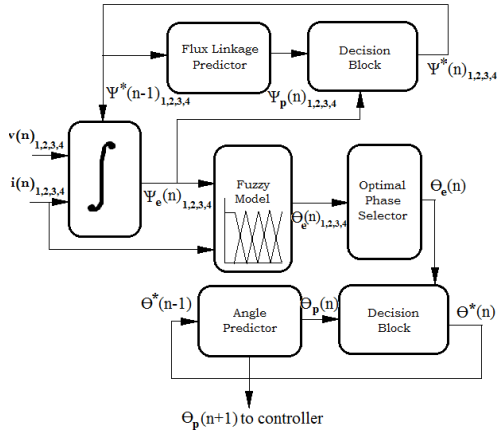 Flux Linkage
Predictor
Decision
Block
Ψ*(n-1)1,2,3,4
Ψp(n)1,2,3,4
Ψ*(n)1,2,3,4
v(n)1,2,3,4
i(n)1,2,3,4
∫
Ψe(n)1,2,3,4
Fuzzy
Model
Θe(n)1,2,3,4
Optimal
Phase
Selector
Θe(n)
Θ*(n-1)
Angle
Predictor
Θp(n)
Decision
Block
Θ*(n)
Θp(n+1) to controller